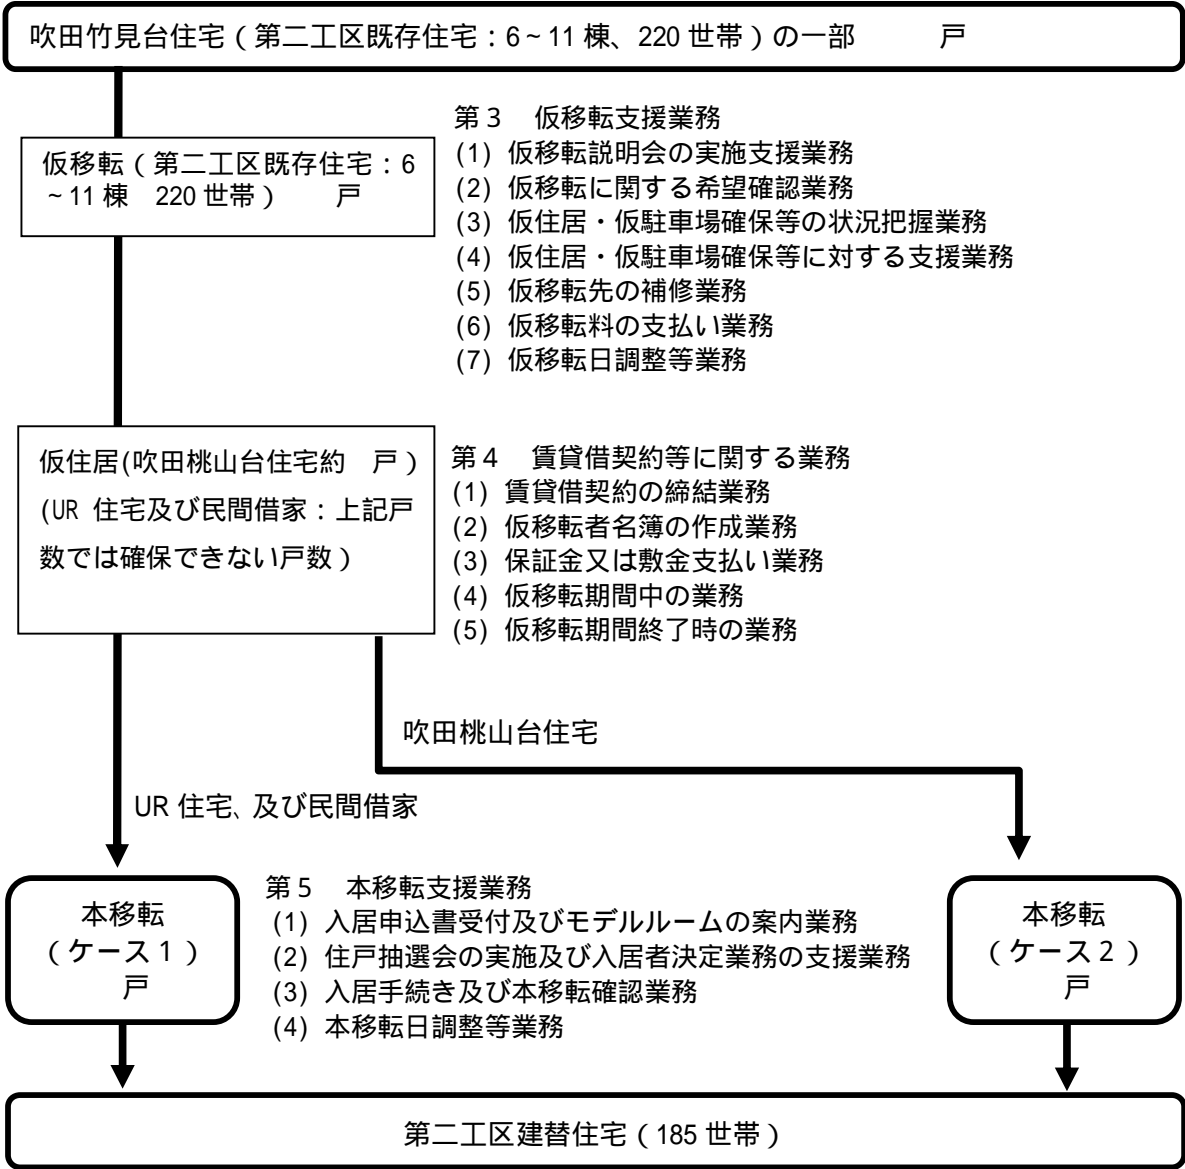 吹田竹見台住宅（第二工区既存住宅：6～11 棟、220 世帯）の一部　　　戸
第３　仮移転支援業務
仮移転（第二工区既存住宅：6
～11 棟　220 世帯）　　戸
(1) 仮移転説明会の実施支援業務
(2) 仮移転に関する希望確認業務
(3) 仮住居・仮駐車場確保等の状況把握業務
(4) 仮住居・仮駐車場確保等に対する支援業務
(5) 仮移転先の補修業務
(6) 仮移転料の支払い業務
(7) 仮移転日調整等業務
仮住居(吹田桃山台住宅約　戸）
(UR 住宅及び民間借家：上記戸
数では確保できない戸数）
第４　賃貸借契約等に関する業務
(1) 賃貸借契約の締結業務
(2) 仮移転者名簿の作成業務
(3) 保証金又は敷金支払い業務
(4) 仮移転期間中の業務
(5) 仮移転期間終了時の業務
吹田桃山台住宅
UR 住宅、及び民間借家
本移転
（ケース１）
戸
第５　本移転支援業務
(1) 入居申込書受付及びモデルルームの案内業務
(2) 住戸抽選会の実施及び入居者決定業務の支援業務
(3) 入居手続き及び本移転確認業務
(4) 本移転日調整等業務
本移転
（ケース２）
戸
第二工区建替住宅（185 世帯）